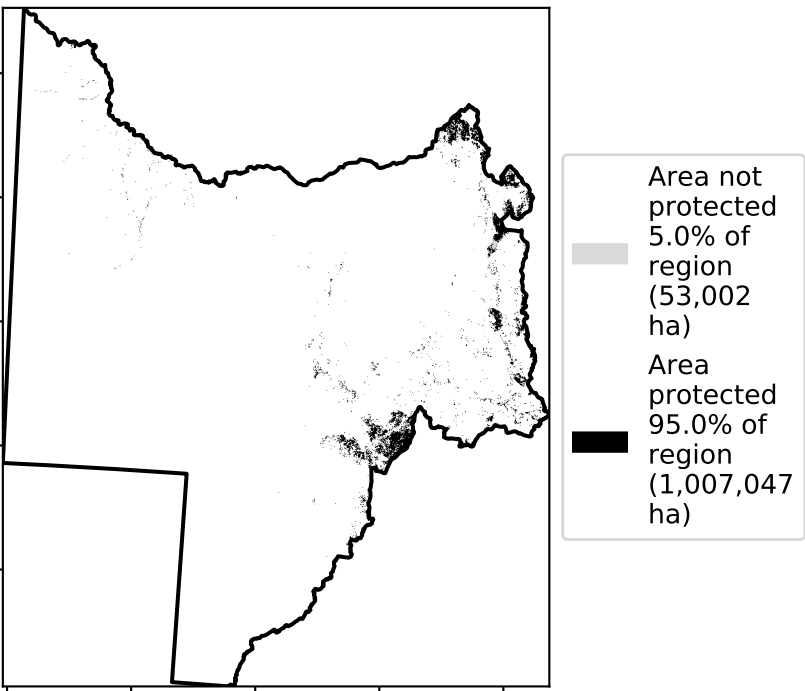 Area not
protected
5.0% of
region
(53,002
ha)
Area
protected
95.0% of
region
(1,007,047
ha)